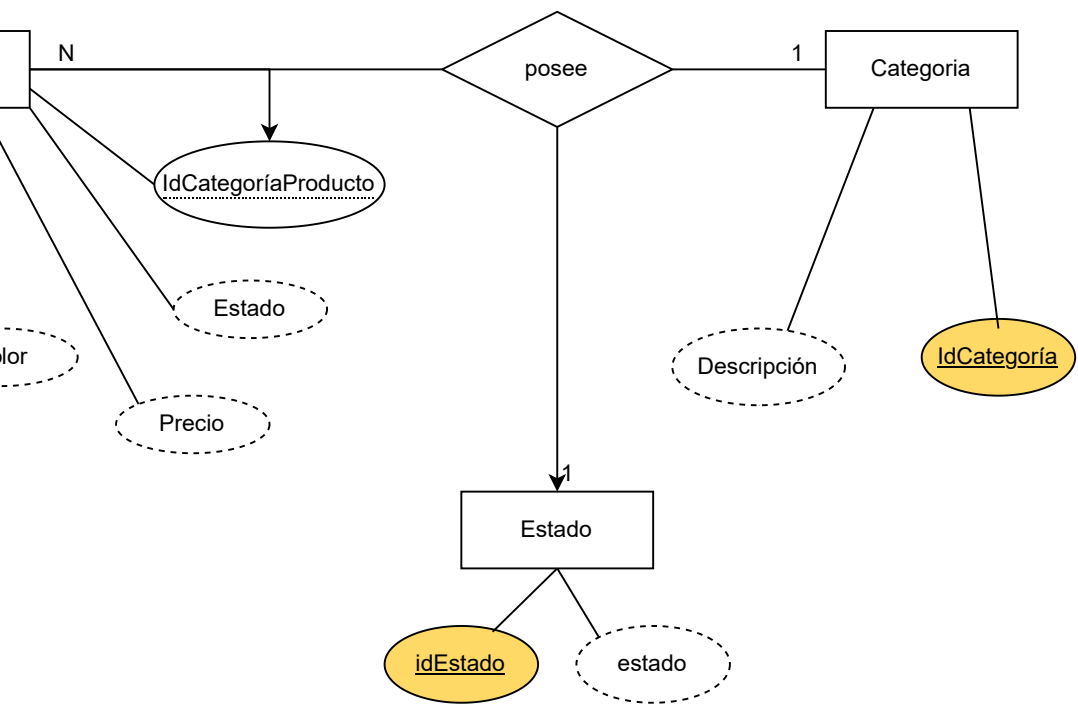 N
posee
1
Categoria
IdCategoríaProducto
Estado
Descripción
IdCategoría
Precio
1
Estado
idEstado
estado